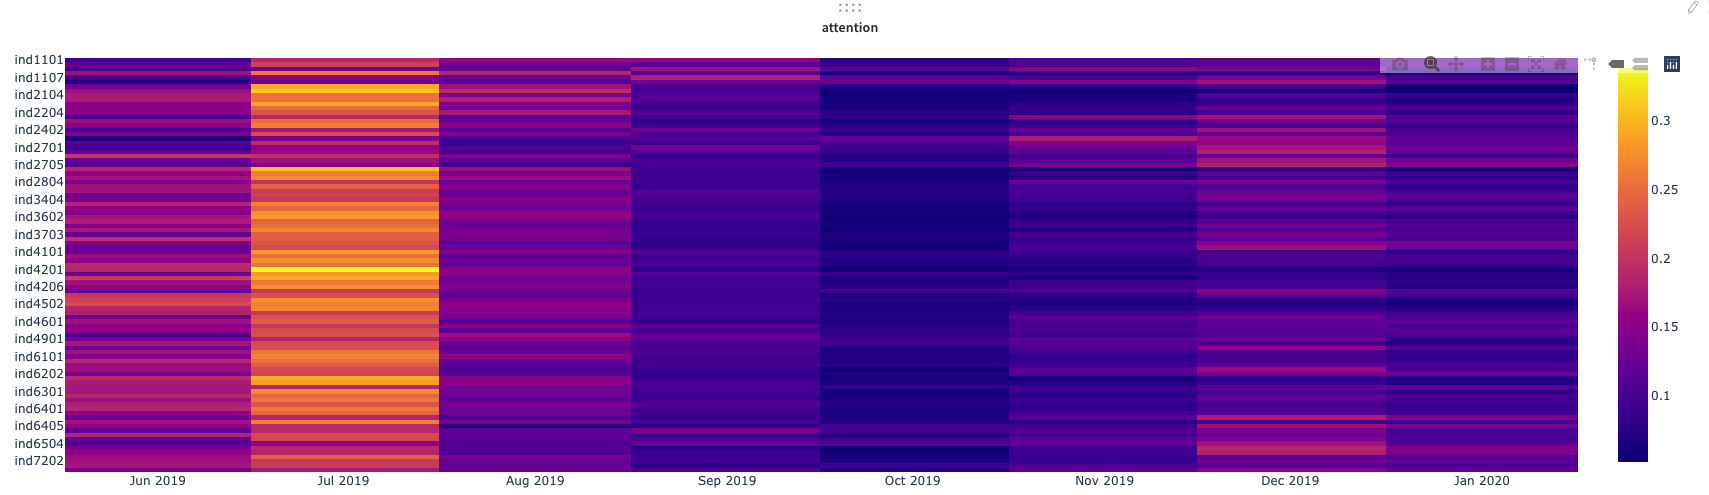 attention
ind1101
ind1107
ind2104
ind2204
ind2402
ind2701
ind2705
ind2804
ind3404
ind3602
ind3703
ind4101
ind4201
ind4206
ind4502
ind4601
ind4901
ind6101
ind6202
ind6301
ind6401
ind6405
ind6504
ind7202
Jun 2019 Jul 2019 Aug 2019 Sep 2019 Oct 2019 Nov 2019 Dec 2019 Jan 2020
0.3
0.25
0.2
0.15
0.1